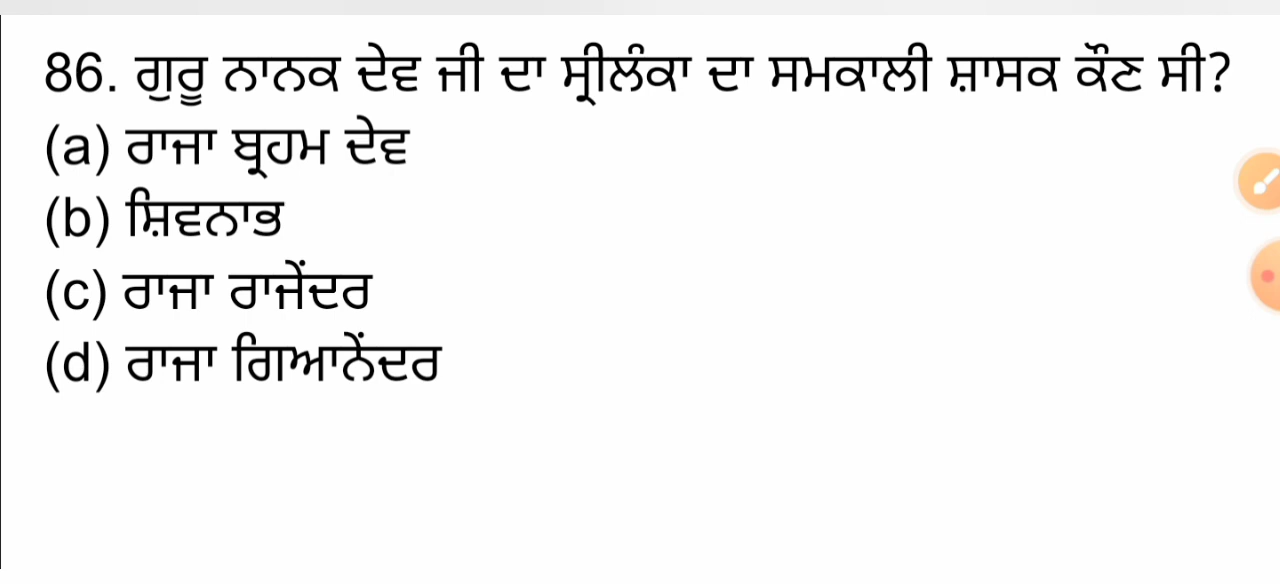 86. ਗੁਰੂ ਨਾਨਕ ਦੇਵ ਜੀ ਦਾ ਸ੍ਰੀਲੰਕਾ ਦਾ ਸਮਕਾਲੀ ਸ਼ਾਸਕ ਕੌਣ ਸੀ?
(a) ਰਾਜਾ ਬ੍ਰਹਮ ਦੇਵ
(b) ਸ਼ਿਵਨਾਭ
(c) ਰਾਜਾ ਰਾਜੇਂਦਰ
(d) ਰਾਜਾ ਗਿਆਨੇਂਦਰ